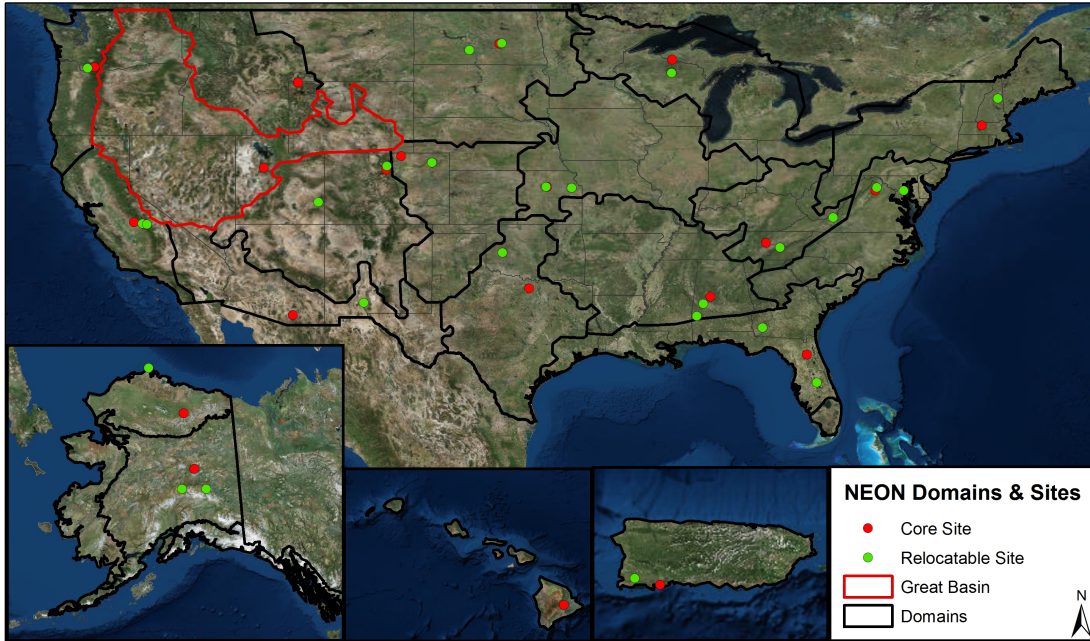 NEON Domains & Sites
Core Site
Relocatable Site
Great Basin
Domains
N